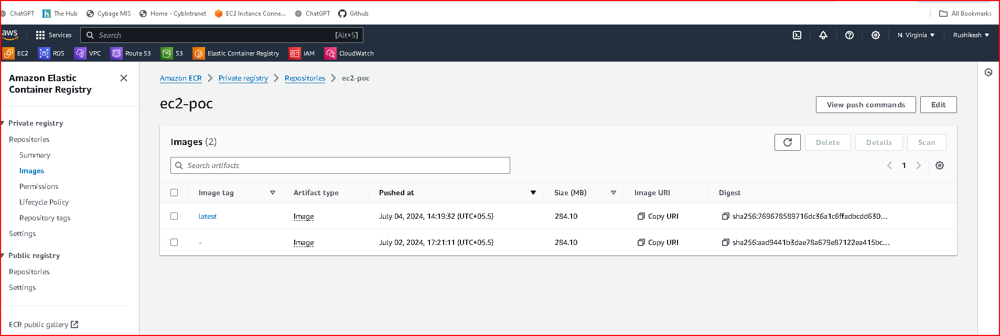 ChatGPT The Hub Cybage MIS Home - CybIntranet EC2 Instance Conne... ChatGPT Github All Bookmarks
aws Services Search [Alt+S] N. Virginia Rushikesh
EC2 RDS VPC Route 53 S3 Elastic Container Registry IAM CloudWatch
Amazon Elastic
Container Registry
Private registry
Repositories
Summary
Images
Permissions
Lifecycle Policy
Repository tags
Settings
Public registry
Repositories
Settings
ECR public gallery
Amazon ECR Private registry Repositories ec2-poc
ec2-poc
View push commands Edit
Images (2)
Delete Details Scan
Search artifacts
1
Image tag Artifact type Pushed at Size (MB) Image URI Digest
latest Image July 04, 2024, 14:19:32 (UTC+05.5) 284.10 Copy URI sha256:769678589716dc36a1c6ffadbcdd630...
- Image July 02, 2024, 17:21:11 (UTC+05.5) 284.10 Copy URI sha256:aad9441b3dae78a679e87122ea415bc...